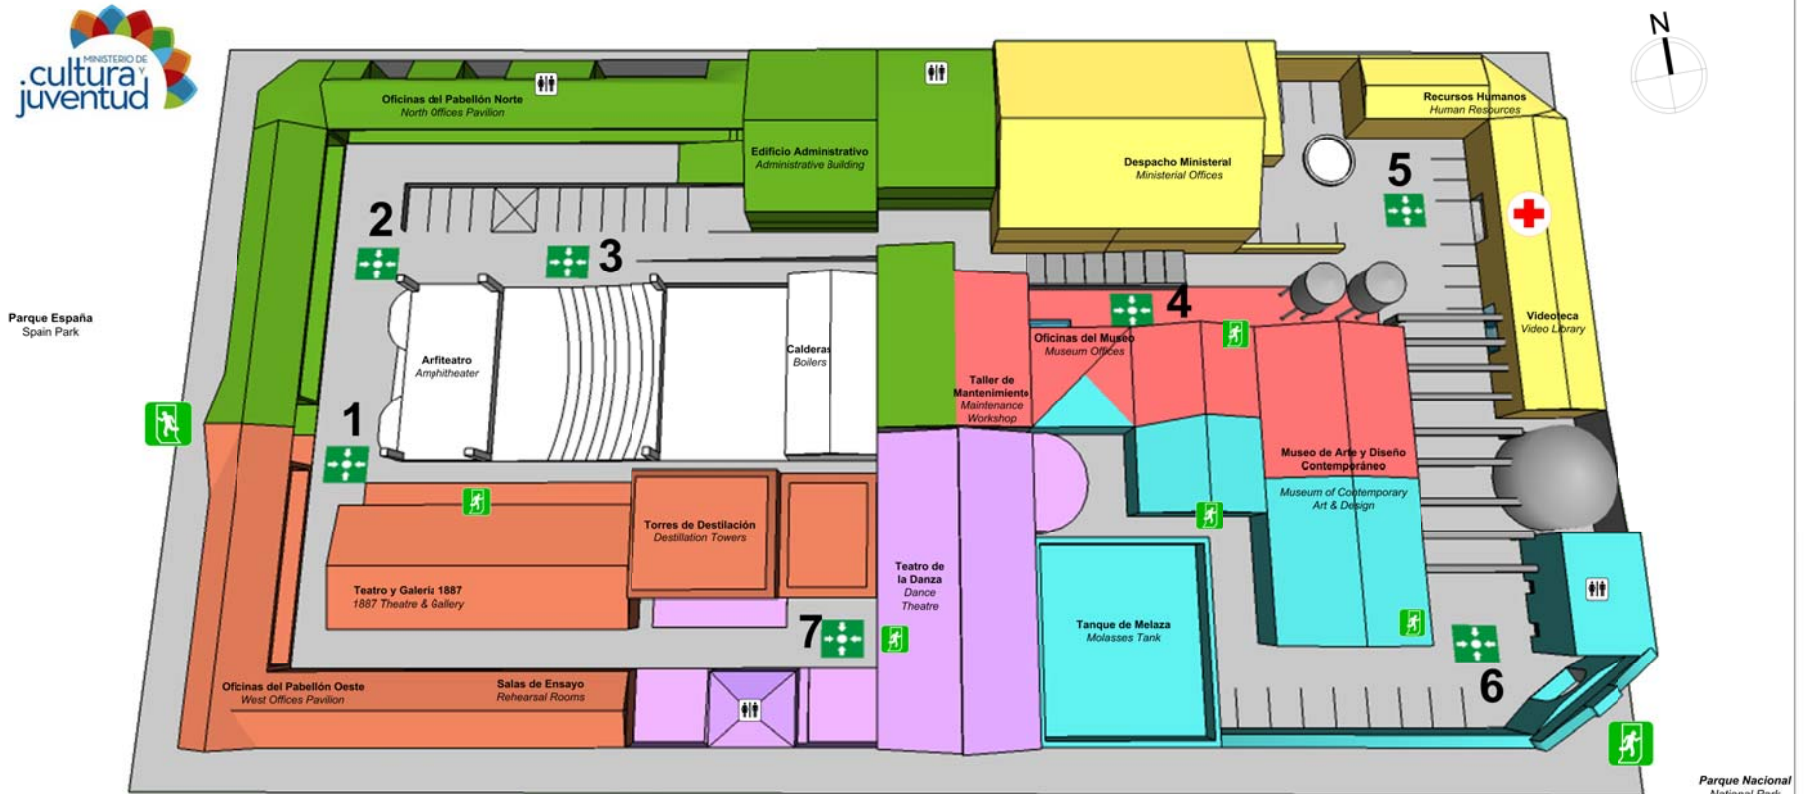 MINISTERIO DE
cultura Y
juventud
N
Oficinas del Pabellón Norte
North Offices Pavilion
Edificio Administrativo
Administrative Building
Despacho Ministeral
Ministerial Offices
Recursos Humanos
Human Resources
2
3
5
4
1
Parque España
Spain Park
Videoteca
Video Library
Anfiteatro
Amphitheater
Calderas
Boilers
Oficinas del Museo
Museum Offices
Taller de
Mantenimiento
Maintenance
Workshop
Museo de Arte y Diseño
Contemporáneo
Museum of Contemporary
Art & Design
Torres de Destilación
Destillation Towers
Teatro y Galería 1887
1887 Theatre & Gallery
Teatro de
la Danza
Dance
Theatre
7
Tanque de Melaza
Molasses Tank
6
Oficinas del Pabellón Oeste
West Offices Pavilion
Salas de Ensayo
Rehearsal Rooms
Parque Nacional
National Park